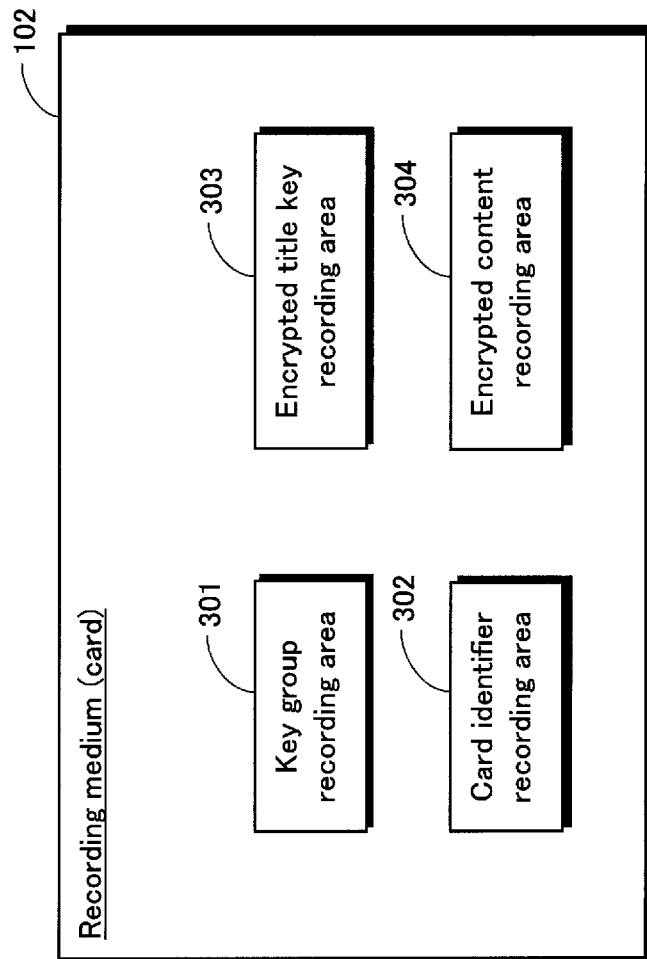 102
Recording medium (card)
301
Key group
recording area
303
Encrypted title key
recording area
302
Card identifier
recording area
304
Encrypted content
recording area